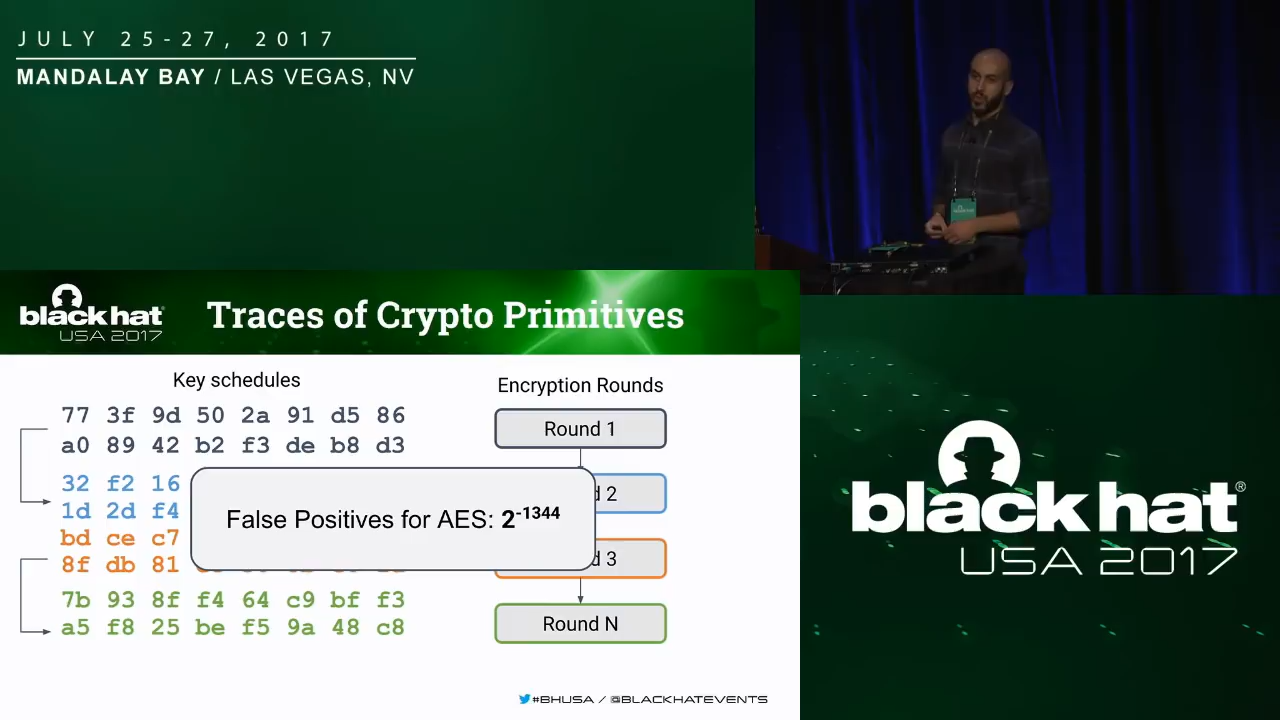 JULY 25-27, 2017
MANDALAY BAY / LAS VEGAS, NV
black hat
black hat
USA 2017
Traces of Crypto Primitives
Key schedules
77 3f 9d 50 2a 91 d5 86
a0 89 42 b2 f3 de b8 d3
32 f2 16
1d 2d f4
bd ce c7
8f db 81
7b 93 8f f4 64 c9 bf f3
a5 f8 25 be f5 9a 48 c8
False Positives for AES: 2^-1344
Encryption Rounds
Round 1
d 2
d 3
Round N
#BHUSA / @BLACKHATEVENTS
black hat®
USA 2017